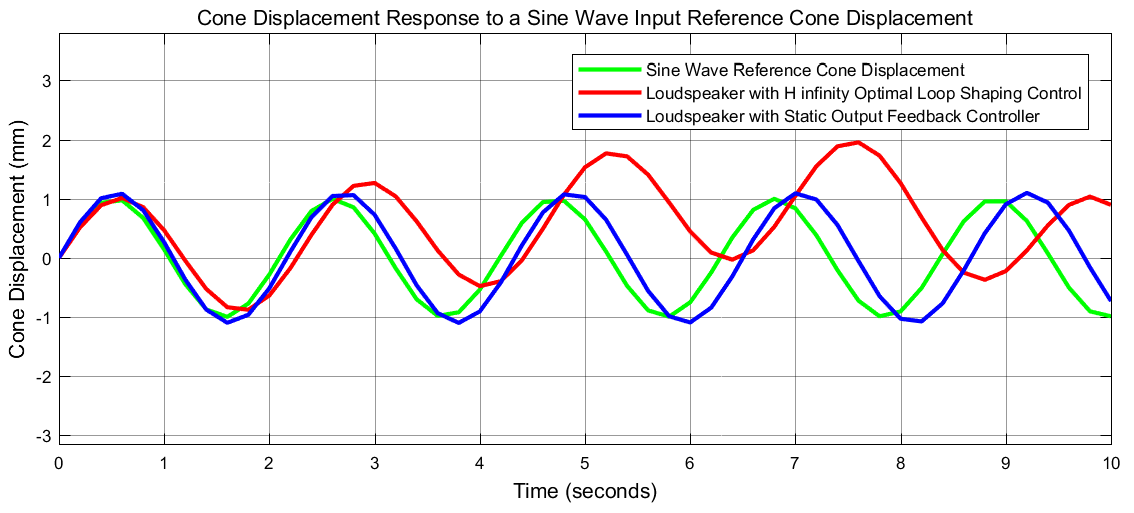 Cone Displacement Response to a Sine Wave Input Reference Cone Displacement
Sine Wave Reference Cone Displacement
Loudspeaker with H infinity Optimal Loop Shaping Control
Loudspeaker with Static Output Feedback Controller
Cone Displacement (mm)
3
2
1
0
-1
-2
-3
0 1 2 3 4 5 6 7 8 9 10
Time (seconds)